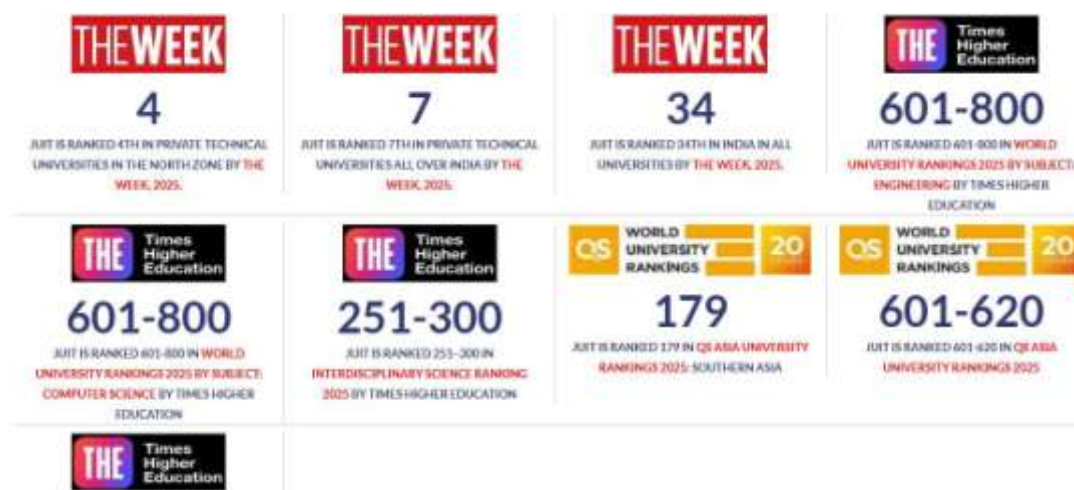 THEWEEK
4
JUIT IS RANKED 4TH IN PRIVATE TECHNICAL
UNIVERSITIES IN THE NORTH ZONE BY THE
WEEK, 2025.
THEWEEK
7
JUIT IS RANKED 7TH IN PRIVATE TECHNICAL
UNIVERSITIES ALL OVER INDIA BY THE
WEEK, 2025.
THEWEEK
34
JUIT IS RANKED 34TH IN INDIA IN ALL
UNIVERSITIES BY THE WEEK, 2025.
THE Times
Higher
Education
601-800
JUIT IS RANKED 601-800 IN WORLD
UNIVERSITY RANKINGS 2025 BY SUBJECT:
ENGINEERING BY TIMES HIGHER
EDUCATION
THE Times
Higher
Education
601-800
JUIT IS RANKED 601-800 IN WORLD
UNIVERSITY RANKINGS 2025 BY SUBJECT:
COMPUTER SCIENCE BY TIMES HIGHER
EDUCATION
THE Times
Higher
Education
251-300
JUIT IS RANKED 251-300 IN
INTERDISCIPLINARY SCIENCE RANKING
2025 BY TIMES HIGHER EDUCATION
QS WORLD
UNIVERSITY
RANKINGS
20
179
JUIT IS RANKED 179 IN QS ASIA UNIVERSITY
RANKINGS 2025: SOUTHERN ASIA
QS WORLD
UNIVERSITY
RANKINGS
20
601-620
JUIT IS RANKED 601-620 IN QS ASIA
UNIVERSITY RANKINGS 2025
THE Times
Higher
Education